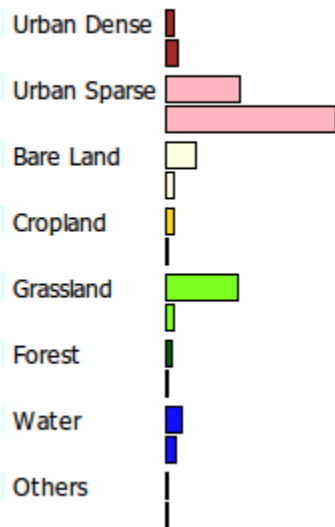 Urban Dense
Urban Sparse
Bare Land
Cropland
Grassland
Forest
Water
Others